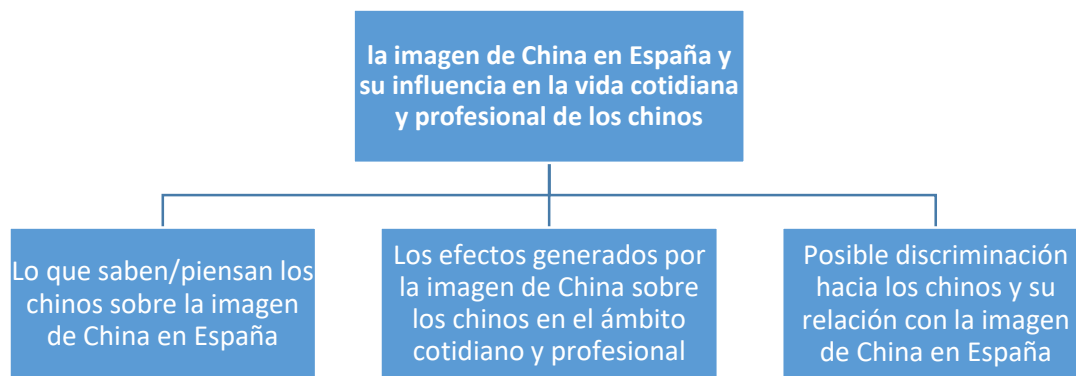 la imagen de China en España y
su influencia en la vida cotidiana
y profesional de los chinos
Lo que saben/piensan los
chinos sobre la imagen
de China en España
Los efectos generados por
la imagen de China sobre
los chinos en el ámbito
cotidiano y profesional
Posible discriminación
hacia los chinos y su
relación con la imagen
de China en España